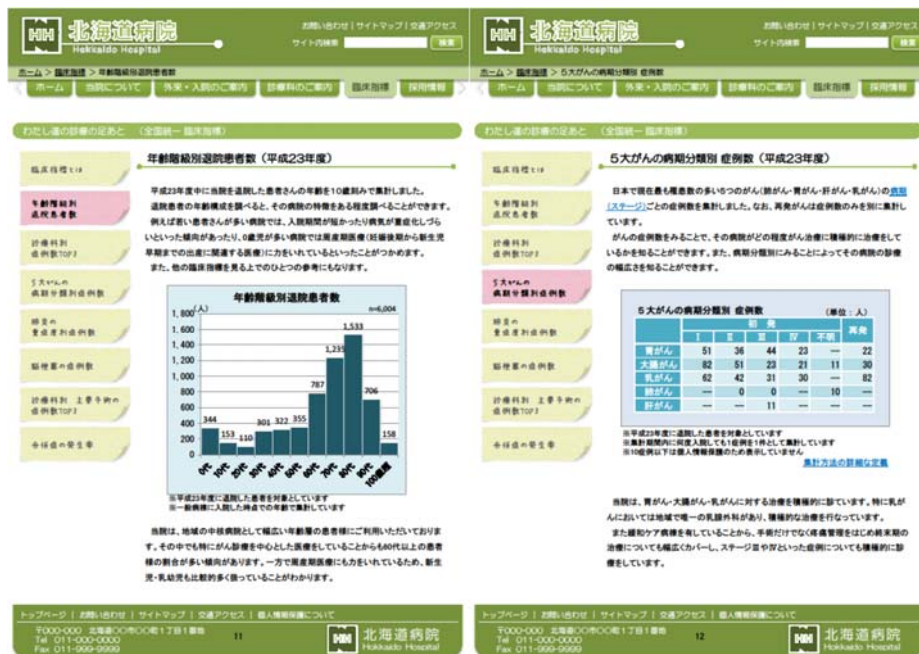 北海道病院
Hokkaido Hospital
お問い合わせ | サイトマップ | 交通アクセス
サイト内検索
検索
ホーム > 臨床指標 > 年齢階級別退院患者数
ホーム
当院について
外来・入院のご案内
診療科のご案内
臨床指標
採用情報
わたし達の診療の足あと (全国統一 臨床指標)
臨床指標とは
年齢階級別
退院患者数
診療科別
症例数TOP3
5大がんの
病期分類別症例数
肺炎の
重症度別症例数
脳梗塞の症例数
診療科別 主要手術の
症例数TOP3
合併症の発生率
年齢階級別退院患者数 (平成23年度)
平成23年度中に当院を退院した患者さんの年齢を10歳刻みで集計しました。
退院患者の年齢構成を調べると、その病院の特徴をある程度調べることができます。
例えば若い患者さんが多い病院では、入院期間が短かったり病気が重症化しづら
いといった傾向があったり、0歳児が多い病院では周産期医療(妊娠後期から新生児
早期までの出産に関連する医療)に力をいれているといったことがつかめます。
また、他の臨床指標を見る上でのひとつの参考にもなります。
年齢階級別退院患者数
(人)
n=6,004
1,800
1,600
1,400
1,200
1,000
800
600
400
200
0
344
153
110
301
322
355
787
1,235
1,533
706
158
0代
10代
20代
30代
40代
50代
60代
70代
80代
90代
100歳超
※平成23年度に退院した患者を対象としています
※一般病棟に入院した時点での年齢で集計しています
当院は、地域の中核病院として幅広い年齢層の患者様にご利用いただいておりま
す。その中でも特にがん診療を中心とした医療をしていることからも60代以上の患者
様の割合が多い傾向があります。一方で周産期医療にも力をいれているため、新生
児・乳幼児も比較的多く扱っていることがわかります。
トップページ | お問い合わせ | サイトマップ | 交通アクセス | 個人情報保護について
〒000-000 北海道〇〇市〇〇町1丁目1番地
Tel 011-000-0000
Fax 011-999-9999
11
北海道病院
Hokkaido Hospital
北海道病院
Hokkaido Hospital
お問い合わせ | サイトマップ | 交通アクセス
サイト内検索
検索
ホーム > 臨床指標 > 5大がんの病期分類別 症例数
ホーム
当院について
外来・入院のご案内
診療科のご案内
臨床指標
採用情報
わたし達の診療の足あと (全国統一 臨床指標)
臨床指標とは
年齢階級別
退院患者数
診療科別
症例数TOP3
5大がんの
病期分類別症例数
肺炎の
重症度別症例数
脳梗塞の症例数
診療科別 主要手術の
症例数TOP3
合併症の発生率
5大がんの病期分類別 症例数 (平成23年度)
日本で現在最も罹患数の多い5つのがん(肺がん・胃がん・肝がん・乳がん)の病期
(ステージ)ごとの症例数を集計しました。なお、再発がんは症例数のみを別に集計し
ています。
がんの症例数をみることで、その病院がどの程度がん治療に積極的に治療をして
いるかを知ることができます。また、病期分類別にみることによってその病院の診療
の幅広さを知ることができます。
5大がんの病期分類別 症例数 (単位:人)
初 発 再発
I II III IV 不明
胃がん 51 36 44 23 — 22
大腸がん 82 51 23 21 11 30
乳がん 62 42 31 30 — 82
肺がん — 0 0 — 10 —
肝がん — — 11 — — —
※平成23年度に退院した患者を対象としています
※集計期間内に何度入院しても1症例を1件として集計しています
※10症例以下は個人情報保護のため表示していません
集計方法の詳細な定義
当院は、胃がん・大腸がん・乳がんに対する治療を積極的に診ています。特に乳が
んにおいては地域で唯一の乳腺外科があり、積極的な治療を行なっています。
また緩和ケア病棟を有していることから、手術だけでなく疼痛管理をはじめ終末期の
治療についても幅広くカバーし、ステージIIIやIVといった症例についても積極的に診
療をしています。
トップページ | お問い合わせ | サイトマップ | 交通アクセス | 個人情報保護について
〒000-000 北海道〇〇市〇〇町1丁目1番地
Tel 011-000-0000
Fax 011-999-9999
12
北海道病院
Hokkaido Hospital